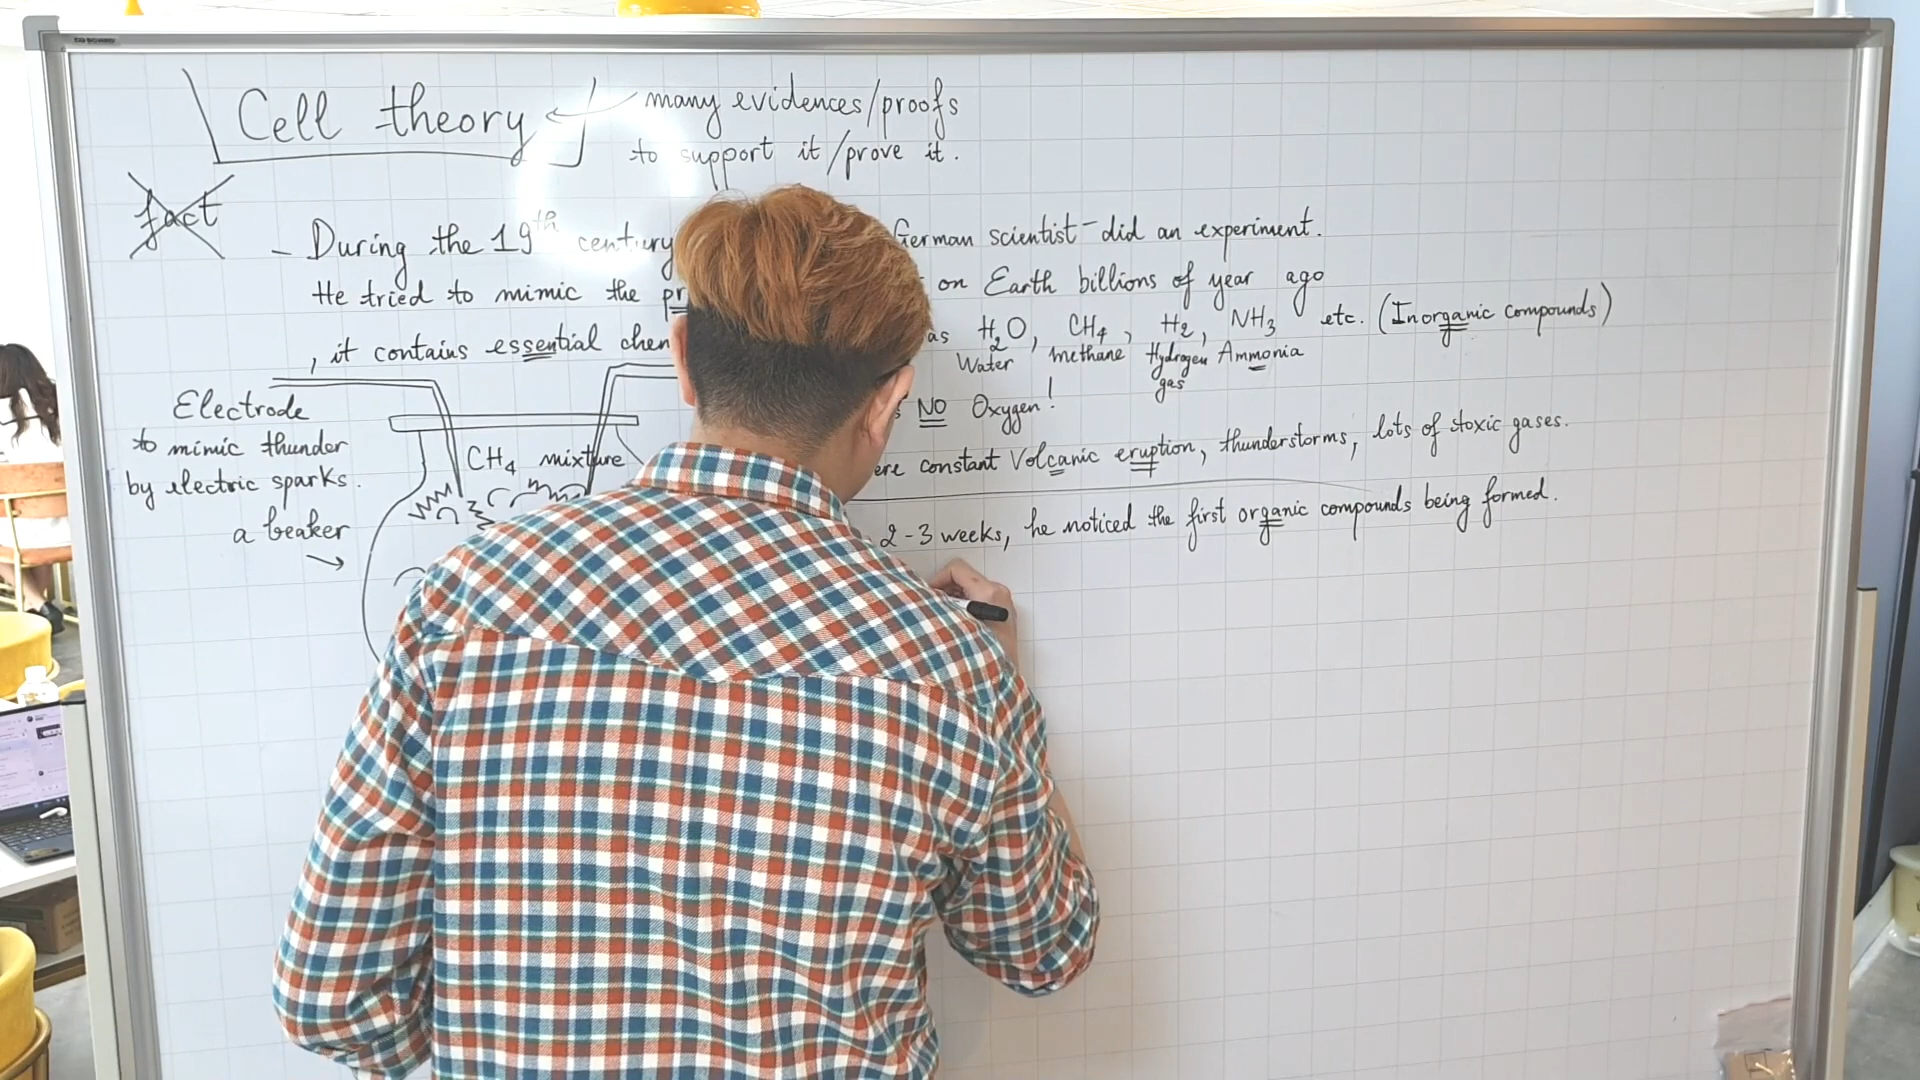 Cell theory
many evidences/proofs
to support it/prove it.
fact
- During the 19th century German scientist - did an experiment.
He tried to mimic the on Earth billions of year ago
, it contains essential as H2O, CH4, H2, NH3 etc. (Inorganic compounds)
Water methane Hydrogen gas Ammonia
NO Oxygen!
constant Volcanic eruption, thunderstorms, lots of toxic gases.
2-3 weeks, he noticed the first organic compounds being formed.
Electrode
to mimic thunder
by electric sparks.
a beaker
CH4 mixture